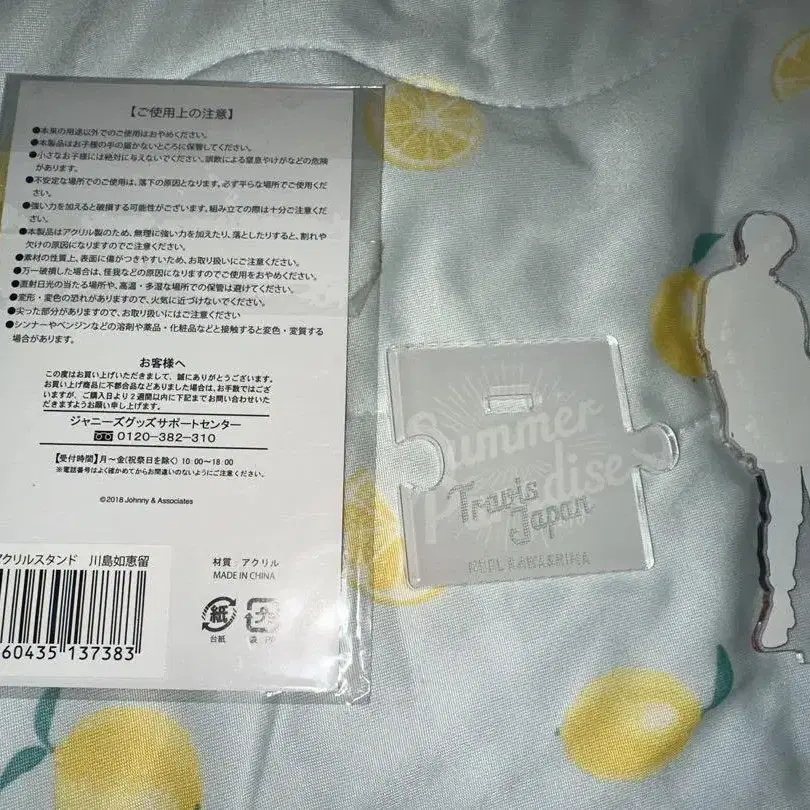 【ご使用上の注意】
●本来の用途以外でのご使用はおやめください。
●本製品はお子様の手の届かないところに保管してください。
●小さなお子様には絶対に与えないでください。誤飲による窒息やけがなどの危険
があります。
●不安定な場所でのご使用は、落下の原因となります。必ず平らな場所でご使用くだ
さい。
●強い力を加えると破損する可能性がございます。組み立ての際は十分ご注意くだ
さい。
●本製品はアクリル製のため、無理に強い力を加えたり、落としたりすると、割れや
欠けの原因になりますのでご注意ください。
●素材の性質上、表面に傷がつきやすいため、お取り扱いにご注意ください。
●万一破損した場合は、怪我などの原因になりますのでご使用をおやめください。
●直射日光の当たる場所や、高温・多湿な場所での保管は避けてください。
●変形・変色の恐れがありますので、火気に近づけないでください。
●尖った部分がありますので、お取り扱いにはご注意ください
●シンナーやベンジンなどの溶剤や薬品・化粧品などと接触すると変色・変質する
場合があります。
お客様へ
この度はお買い上げいただきまして、誠にありがとうございます。
お買い上げ商品に不都合品などありました場合は、お手数ではござ
いますが、ご購入日より2週間以内に下記までお問い合わせいた
だきますようお願い申し上げます。
ジャニーズグッズサポートセンター
0120-382-310
【受付時間】月〜金(祝祭日を除く) 10:00〜18:00
※電話番号はよく確かめてからお間違いのないようにご注意ください。
©2018 Johnny & Associates
アクリルスタンド 川島如恵留
60435 137383
材質:アクリル
MADE IN CHINA
紙
台紙
プラ
袋:PP
Summer
Paradise
Travis
Japan
NOEL KAWASHIMA